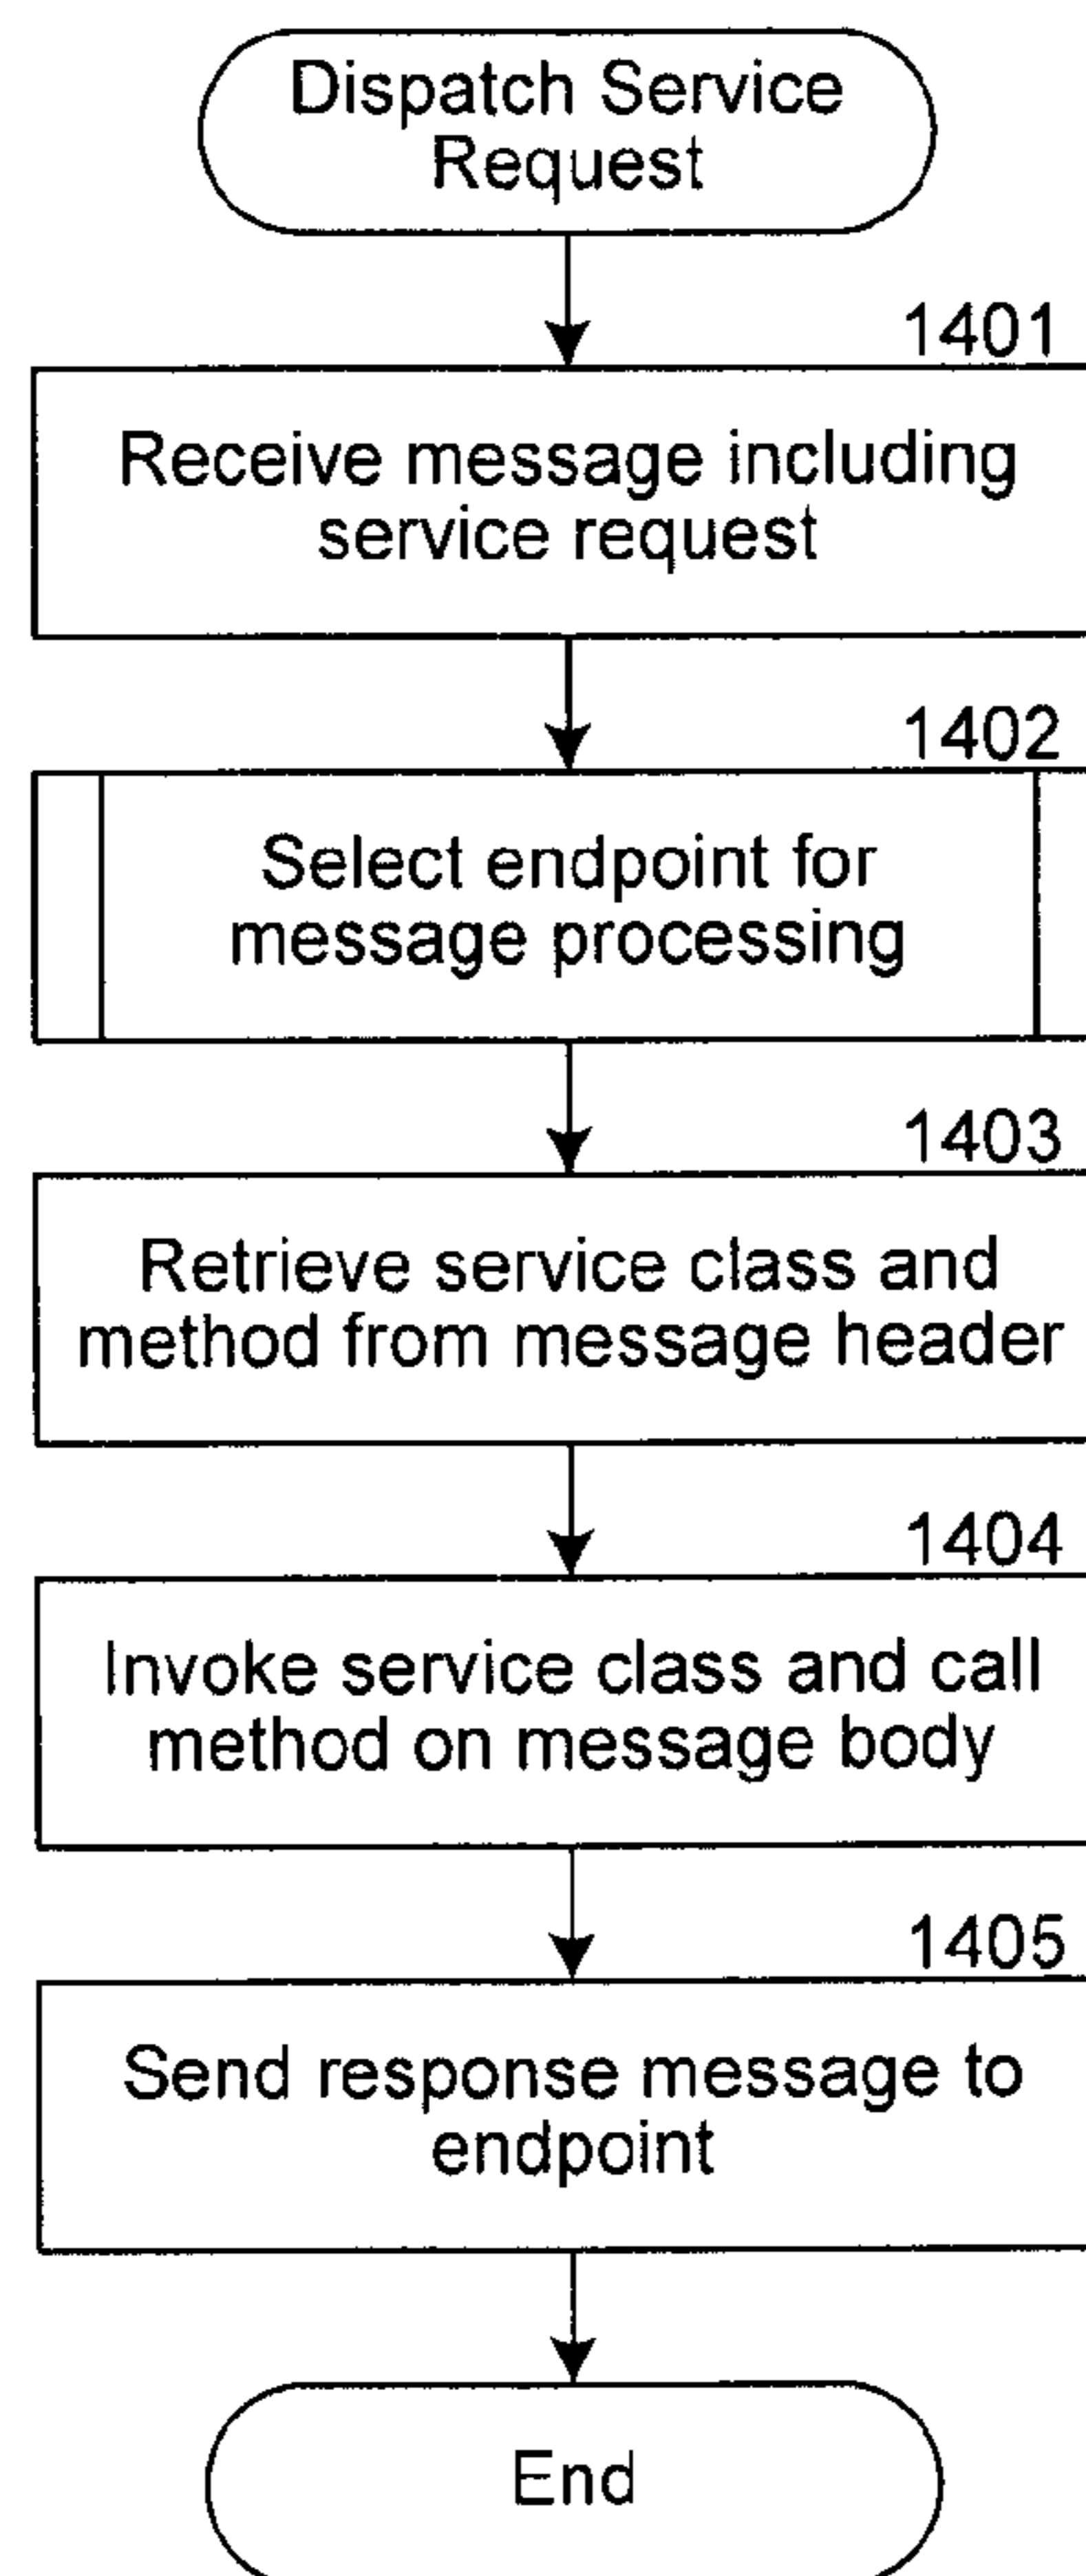 Dispatch Service
Request
1401
Receive message including
service request
1402
Select endpoint for
message processing
1403
Retrieve service class and
method from message header
1404
Invoke service class and call
method on message body
1405
Send response message to
endpoint
End